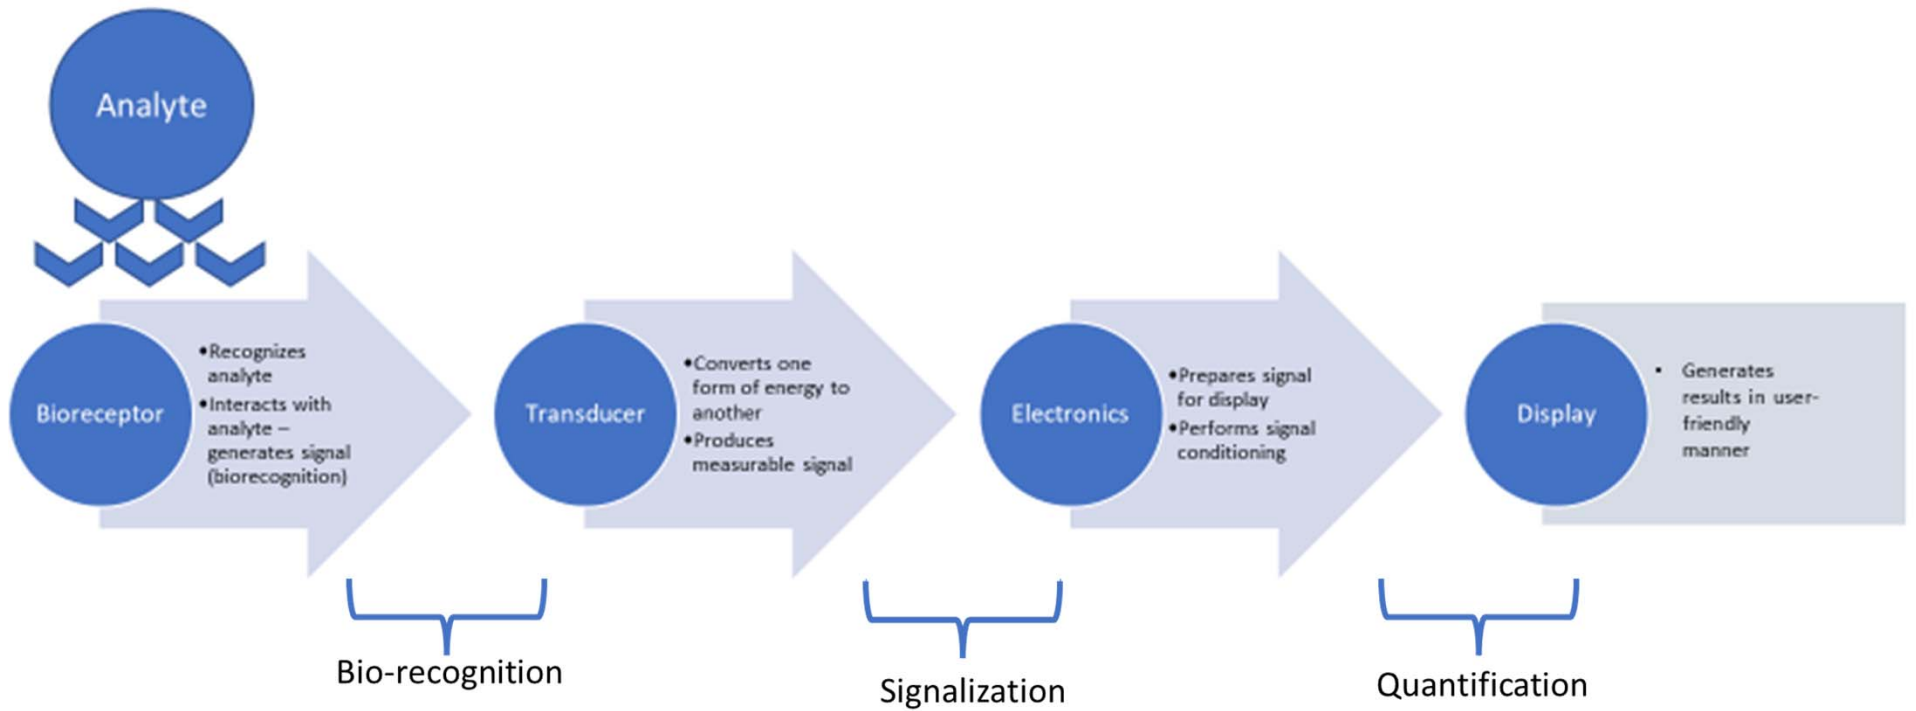 Analyte
Bioreceptor
•Recognizes
analyte
•Interacts with
analyte –
generates signal
(biorecognition)
Transducer
•Converts one
form of energy to
another
•Produces
measurable signal
Electronics
•Prepares signal
for display
•Performs signal
conditioning
Display
• Generates
results in user-
friendly
manner
Bio-recognition
Signalization
Quantification